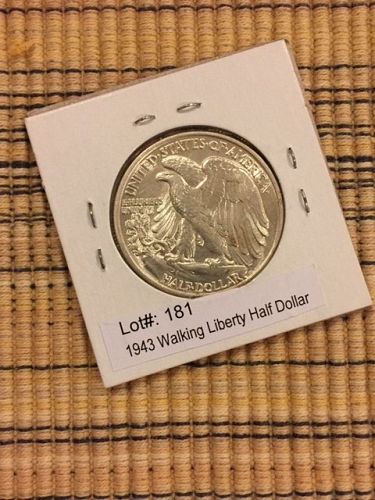 UNITED STATES OF AMERICA
HALF DOLLAR
Lot#: 181
1943 Walking Liberty Half Dollar